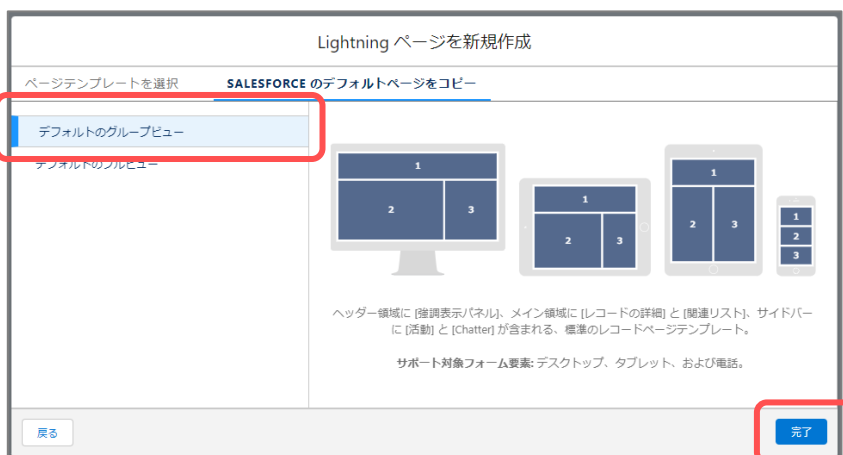 Lightning ページを新規作成
ページテンプレートを選択
SALESFORCE のデフォルトページをコピー
デフォルトのグループビュー
デフォルトのフルビュー
1
2
3
1
2
3
1
2
3
1
2
3
ヘッダー領域に [強調表示パネル]、メイン領域に [レコードの詳細] と [関連リスト]、サイドバー
に [活動] と [Chatter] が含まれる、標準のレコードページテンプレート。
サポート対象フォーム要素: デスクトップ、タブレット、および電話。
戻る
完了